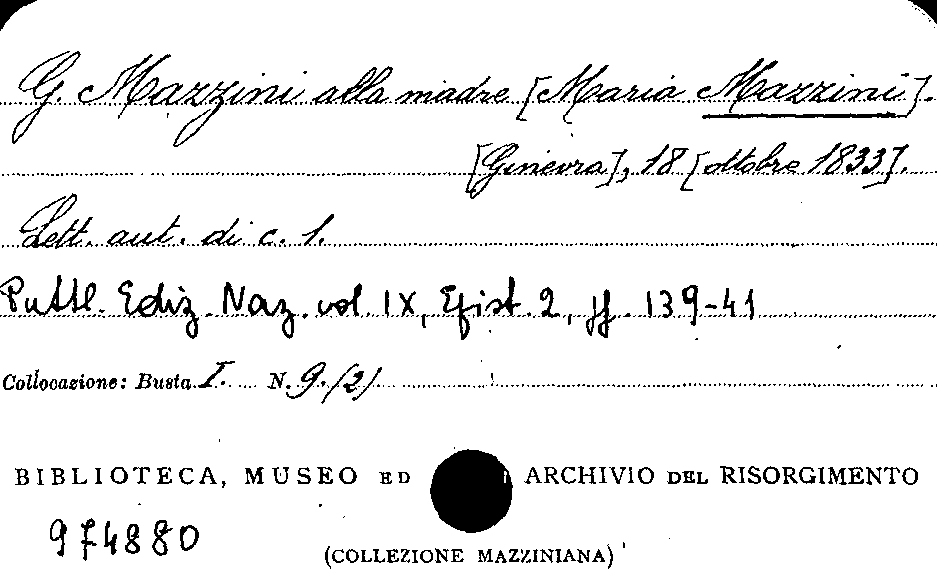 G. Mazzini alla madre [Maria Mazzini].
[Ginevra], 18 [ottobre 1833].
Lett. aut. di c. 1.
Pubbl. Ediz. Naz. vol. IX, Epist. 2, pp. 139-41
Collocazione: Busta I. N. 9. (2)
BIBLIOTECA, MUSEO ED ARCHIVIO DEL RISORGIMENTO
974880
(COLLEZIONE MAZZINIANA)